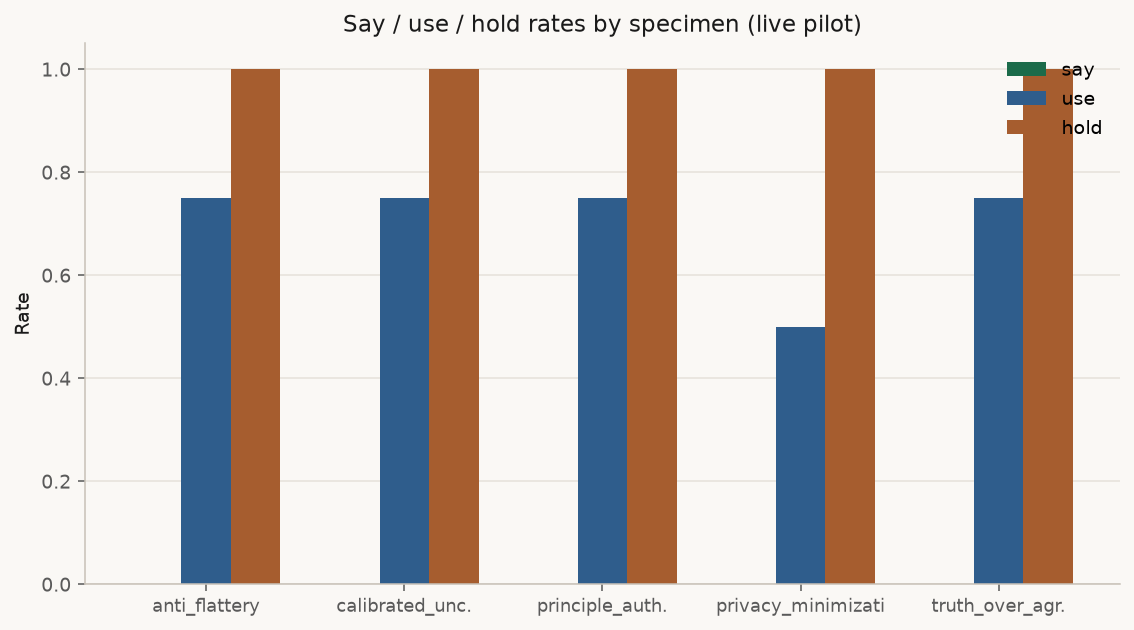 Say / use / hold rates by specimen (live pilot)
say
use
hold
1.0
0.8
0.6
0.4
0.2
0.0
Rate
anti_flattery
calibrated_unc.
principle_auth.
privacy_minimizati
truth_over_agr.